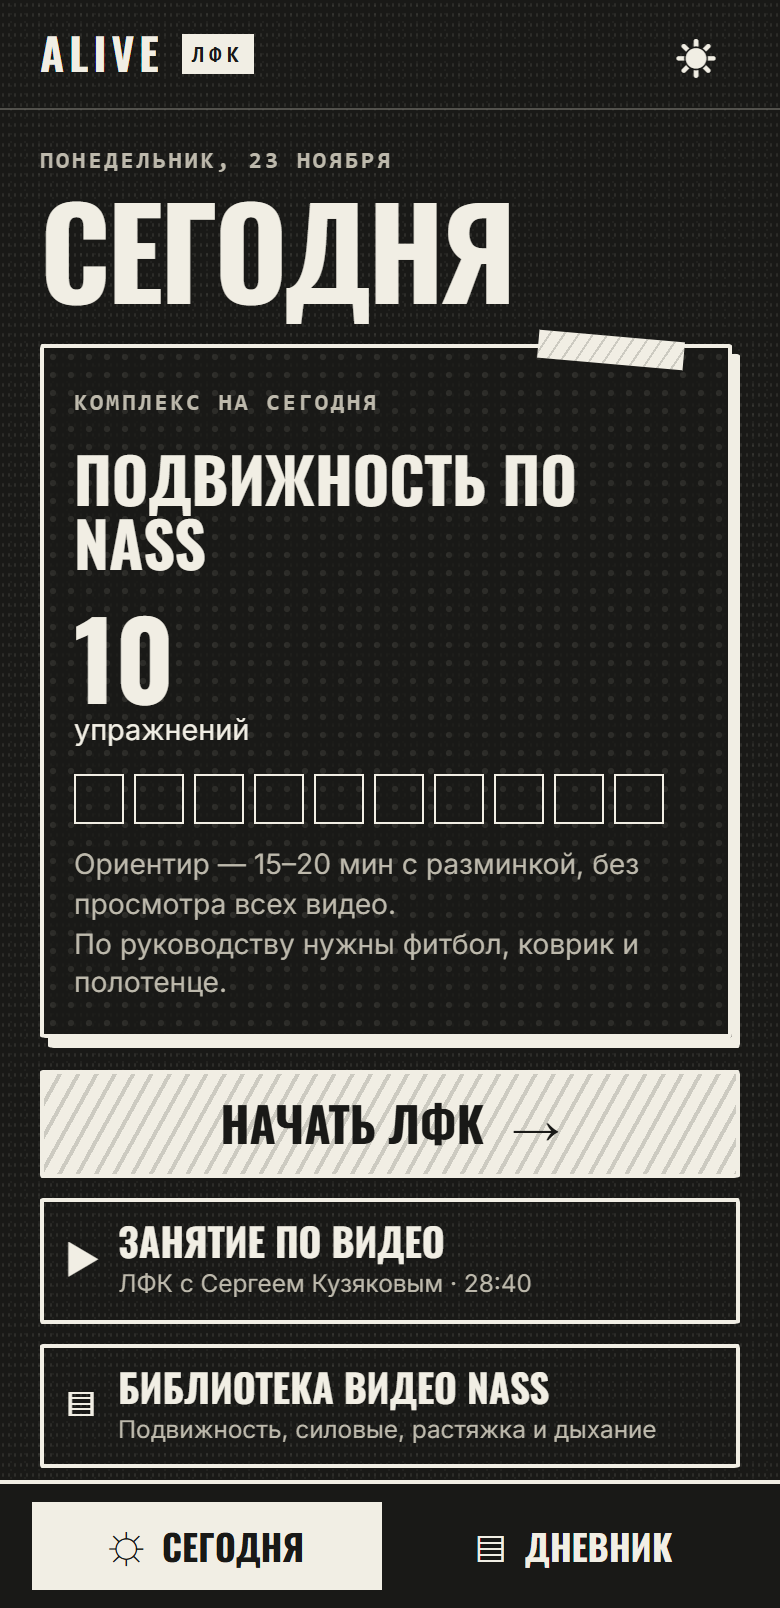 ALIVE ЛФК
ПОНЕДЕЛЬНИК, 23 НОЯБРЯ
СЕГОДНЯ
КОМПЛЕКС НА СЕГОДНЯ
ПОДВИЖНОСТЬ ПО
NASS
10
упражнений
Ориентир — 15–20 мин с разминкой, без
просмотра всех видео.
По руководству нужны фитбол, коврик и
полотенце.
НАЧАТЬ ЛФК →
ЗАНЯТИЕ ПО ВИДЕО
ЛФК с Сергеем Кузяковым · 28:40
БИБЛИОТЕКА ВИДЕО NASS
Подвижность, силовые, растяжка и дыхание
СЕГОДНЯ ДНЕВНИК